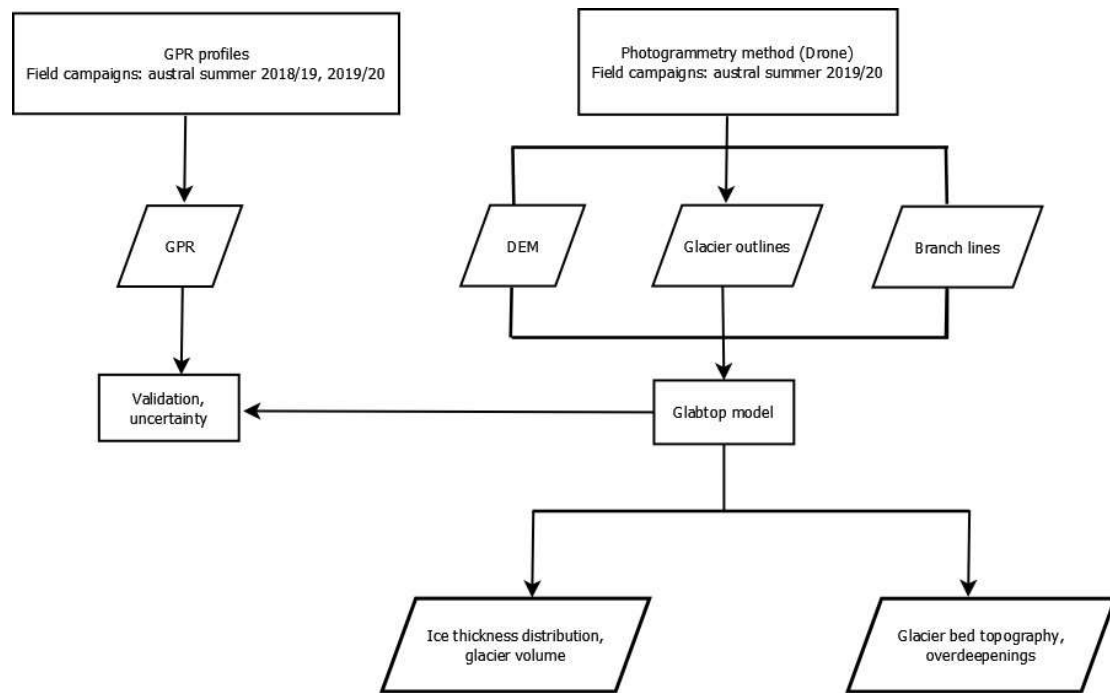 GPR profiles
Field campaigns: austral summer 2018/19, 2019/20
Photogrammetry method (Drone)
Field campaigns: austral summer 2019/20
GPR
DEM
Glacier outlines
Branch lines
Validation,
uncertainty
Glabtop model
Ice thickness distribution,
glacier volume
Glacier bed topography,
overdeepenings